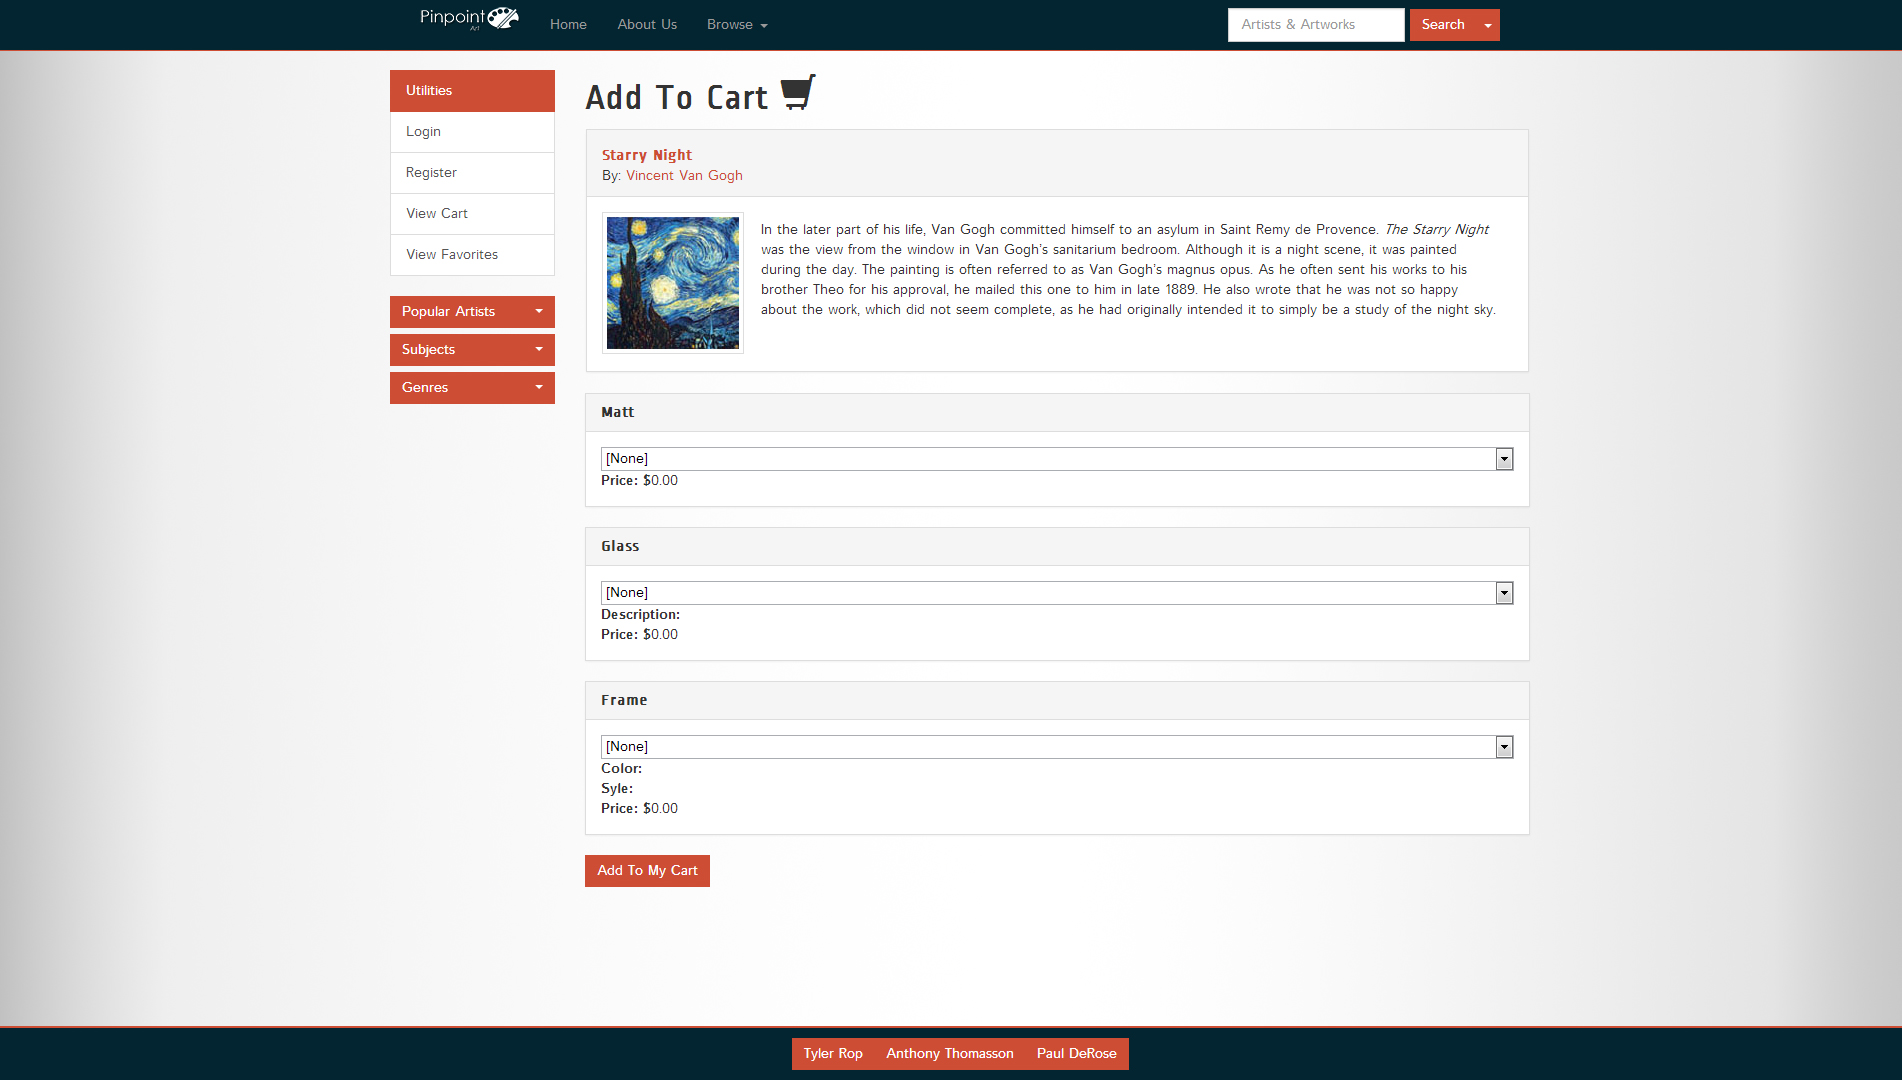 Pinpoint
Art
Home
About Us
Browse
Artists & Artworks
Search
Utilities
Login
Register
View Cart
View Favorites
Popular Artists
Subjects
Genres
Add To Cart
Starry Night
By: Vincent Van Gogh
In the later part of his life, Van Gogh committed himself to an asylum in Saint Remy de Provence. The Starry Night
was the view from the window in Van Gogh's sanitarium bedroom. Although it is a night scene, it was painted
during the day. The painting is often referred to as Van Gogh's magnus opus. As he often sent his works to his
brother Theo for his approval, he mailed this one to him in late 1889. He also wrote that he was not so happy
about the work, which did not seem complete, as he had originally intended it to simply be a study of the night sky.
Matt
[None]
Price: $0.00
Glass
[None]
Description:
Price: $0.00
Frame
[None]
Color:
Syle:
Price: $0.00
Add To My Cart
Tyler Rop
Anthony Thomasson
Paul DeRose